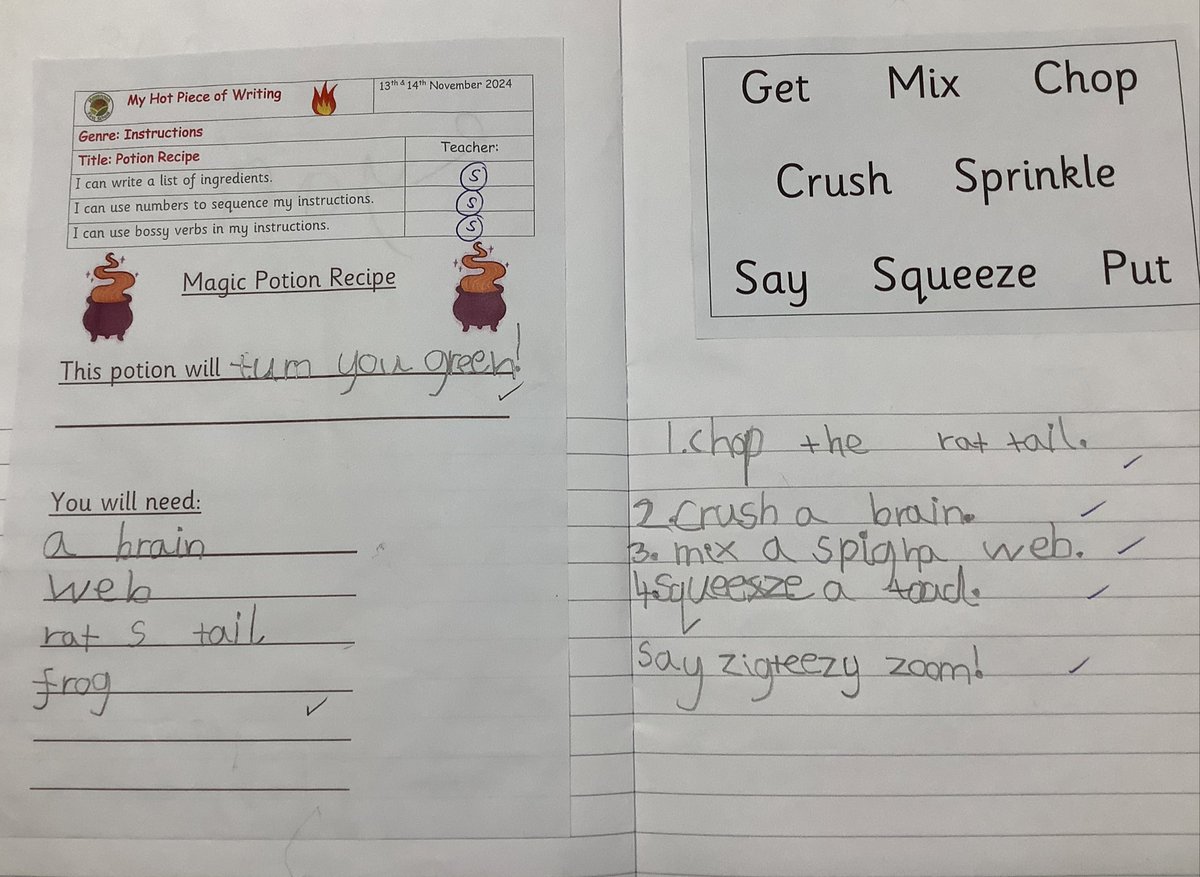 My Hot Piece of Writing
13th & 14th November 2024
Genre: Instructions
Title: Potion Recipe
Teacher:
I can write a list of ingredients. S
I can use numbers to sequence my instructions. S
I can use bossy verbs in my instructions. S
Magic Potion Recipe
This potion will turn you green!
You will need:
a brain
web
rat s tail
frog
Get Mix Chop
Crush Sprinkle
Say Squeeze Put
1.chop the rat tail.
2.crush a brain.
3. mex a spigha web.
4.Squeesze a toad.
Say zigteezy zoom!